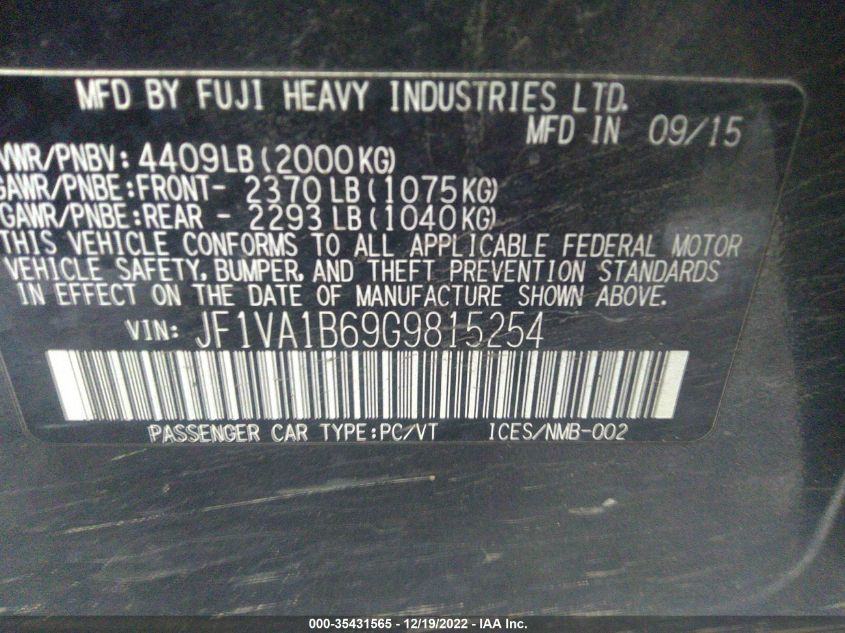 MFD BY FUJI HEAVY INDUSTRIES LTD.
MFD IN 09/15
VWR/PNBV: 4409LB (2000KG)
GAWR/PNBE:FRONT- 2370 LB (1075KG)
GAWR/PNBE:REAR - 2293 LB (1040KG)
THIS VEHICLE CONFORMS TO ALL APPLICABLE FEDERAL MOTOR
VEHICLE SAFETY, BUMPER, AND THEFT PREVENTION STANDARDS
IN EFFECT ON THE DATE OF MANUFACTURE SHOWN ABOVE.
VIN: JF1VA1B69G9815254
PASSENGER CAR TYPE:PC/VT ICES/NMB-002
000-35431565 - 12/19/2022 - IAA Inc.